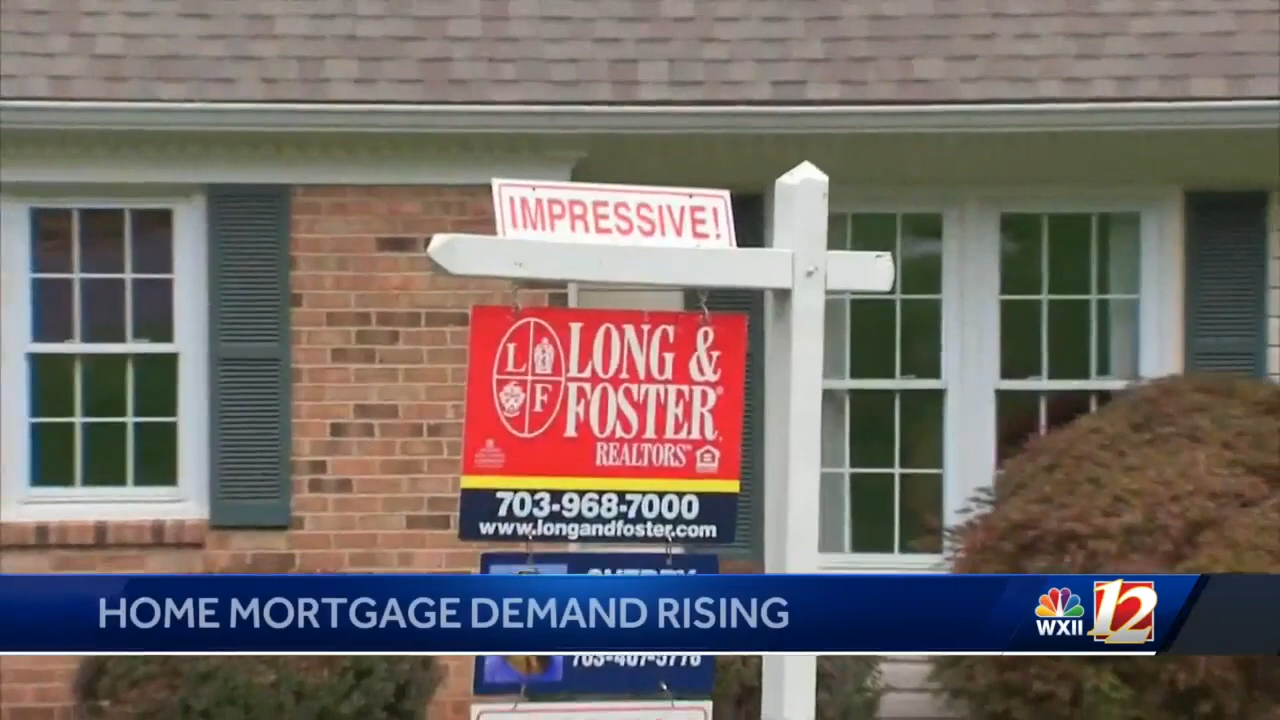 IMPRESSIVE!
L
F
LONG &
FOSTER®
REALTORS®
703-968-7000
www.longandfoster.com
HOME MORTGAGE DEMAND RISING
WXII 12